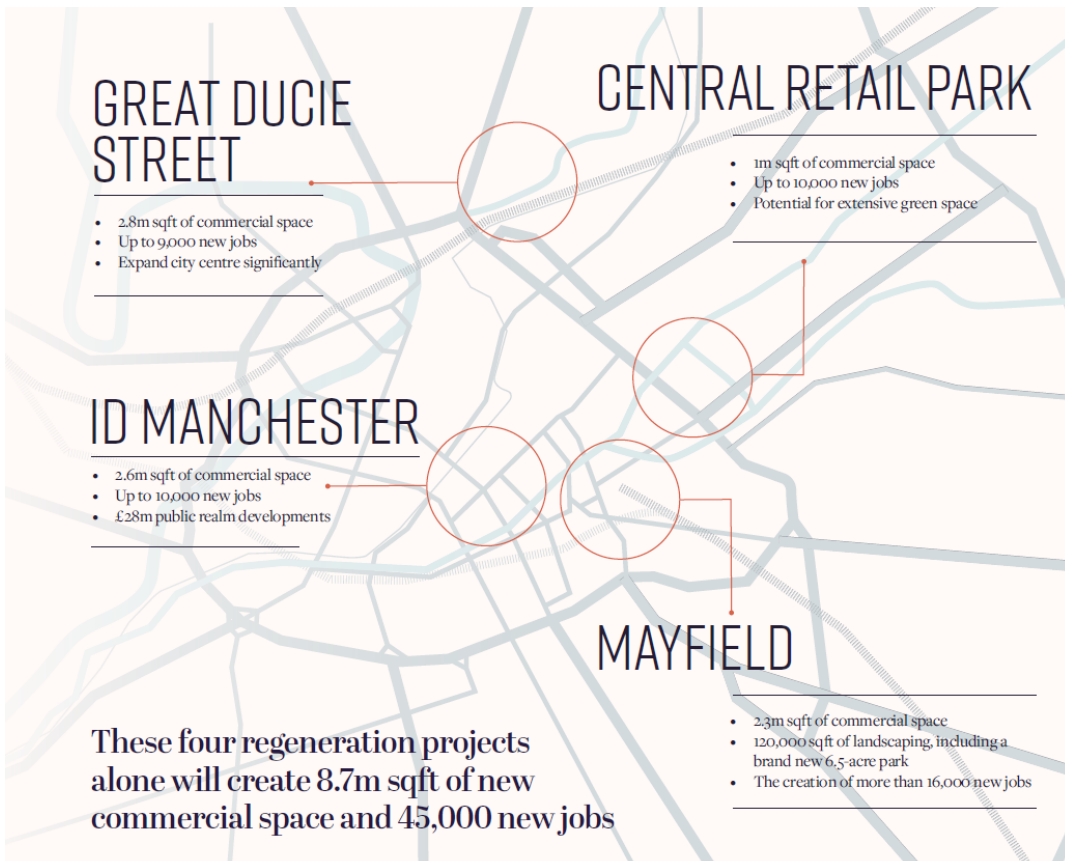 GREAT DUCIE
STREET
• 2.8m sqft of commercial space
• Up to 9,000 new jobs
• Expand city centre significantly
CENTRAL RETAIL PARK
• 1m sqft of commercial space
• Up to 10,000 new jobs
• Potential for extensive green space
ID MANCHESTER
• 2.6m sqft of commercial space
• Up to 10,000 new jobs
• £28m public realm developments
MAYFIELD
• 2.3m sqft of commercial space
• 120,000 sqft of landscaping, including a
brand new 6.5-acre park
• The creation of more than 16,000 new jobs
These four regeneration projects
alone will create 8.7m sqft of new
commercial space and 45,000 new jobs